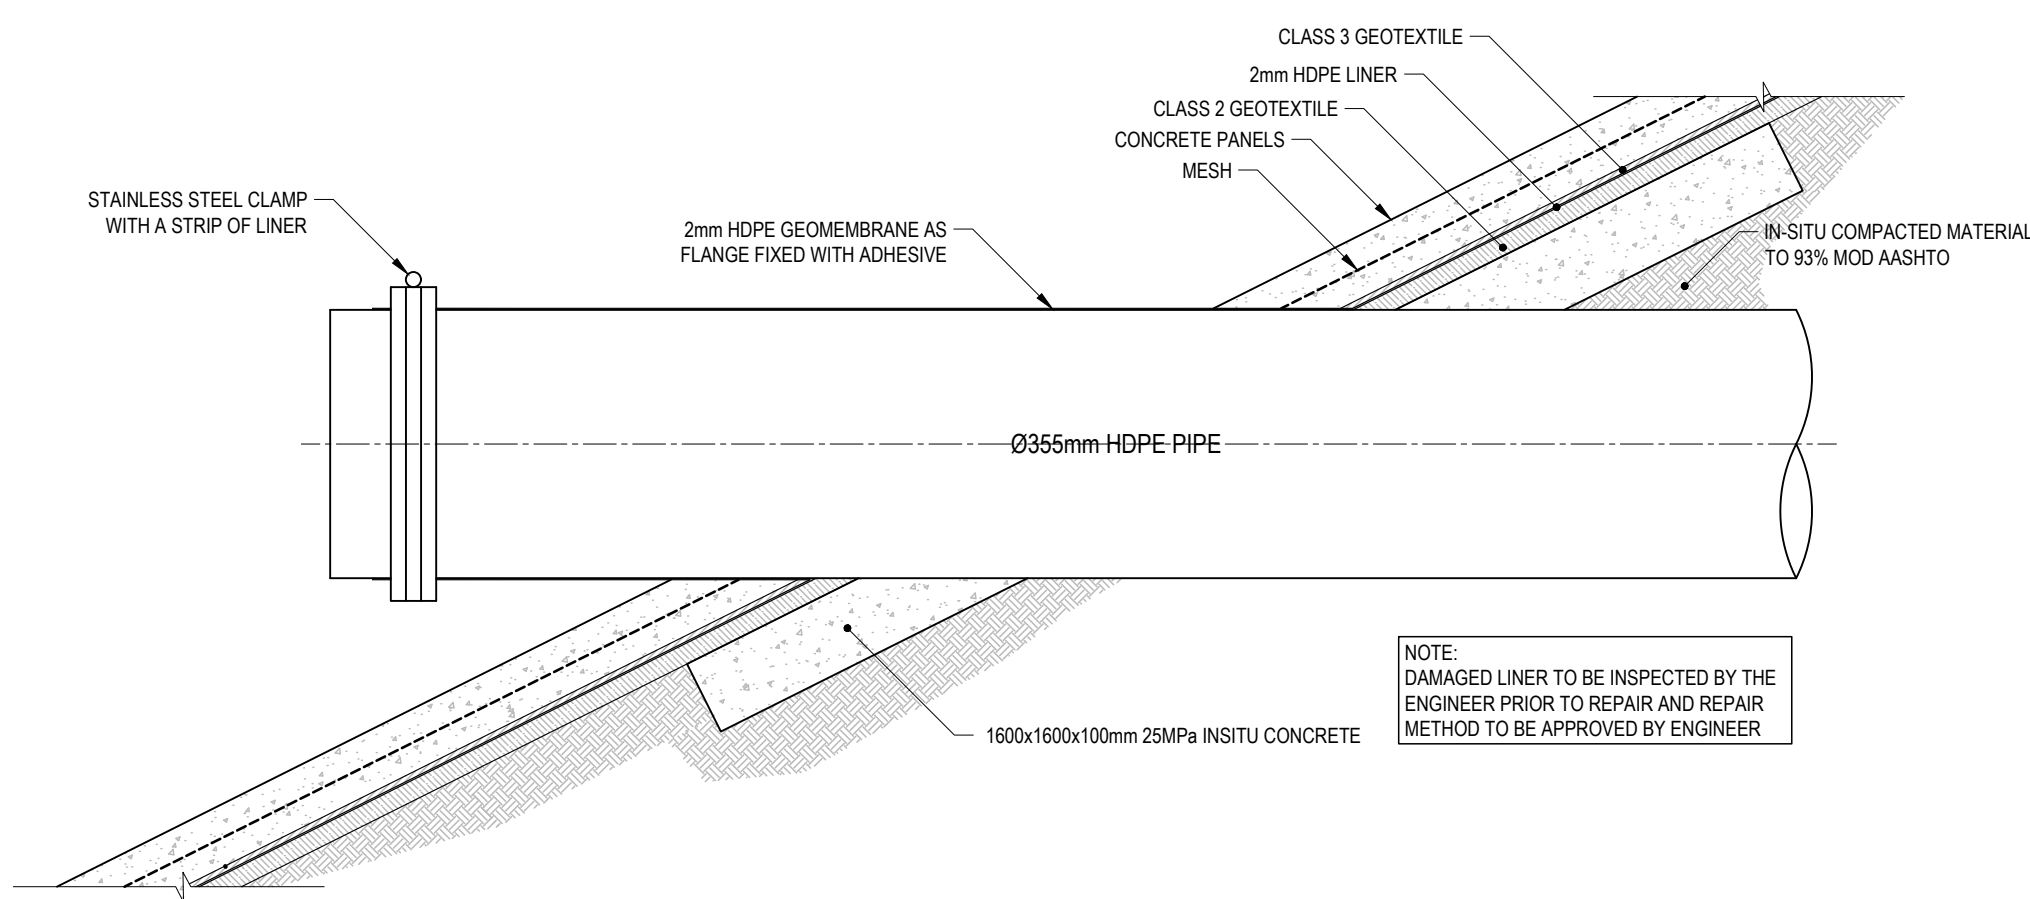 CLASS 3 GEOTEXTILE
2mm HDPE LINER
CLASS 2 GEOTEXTILE
CONCRETE PANELS
MESH
STAINLESS STEEL CLAMP
WITH A STRIP OF LINER
2mm HDPE GEOMEMBRANE AS
FLANGE FIXED WITH ADHESIVE
IN-SITU COMPACTED MATERIAL
TO 93% MOD AASHTO
Ø355mm HDPE PIPE
NOTE:
DAMAGED LINER TO BE INSPECTED BY THE
ENGINEER PRIOR TO REPAIR AND REPAIR
METHOD TO BE APPROVED BY ENGINEER
1600x1600x100mm 25MPa INSITU CONCRETE